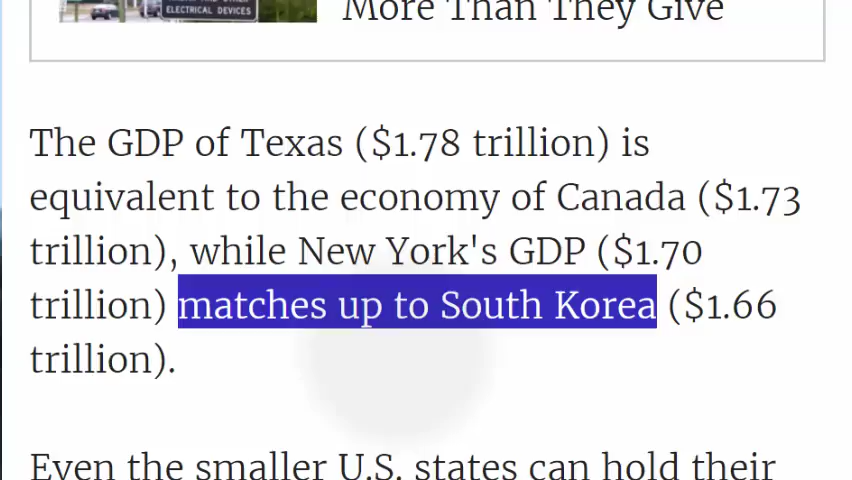 ELECTRICAL DEVICES
More Than They Give
The GDP of Texas ($1.78 trillion) is
equivalent to the economy of Canada ($1.73
trillion), while New York's GDP ($1.70
trillion) matches up to South Korea ($1.66
trillion).
Even the smaller U.S. states can hold their